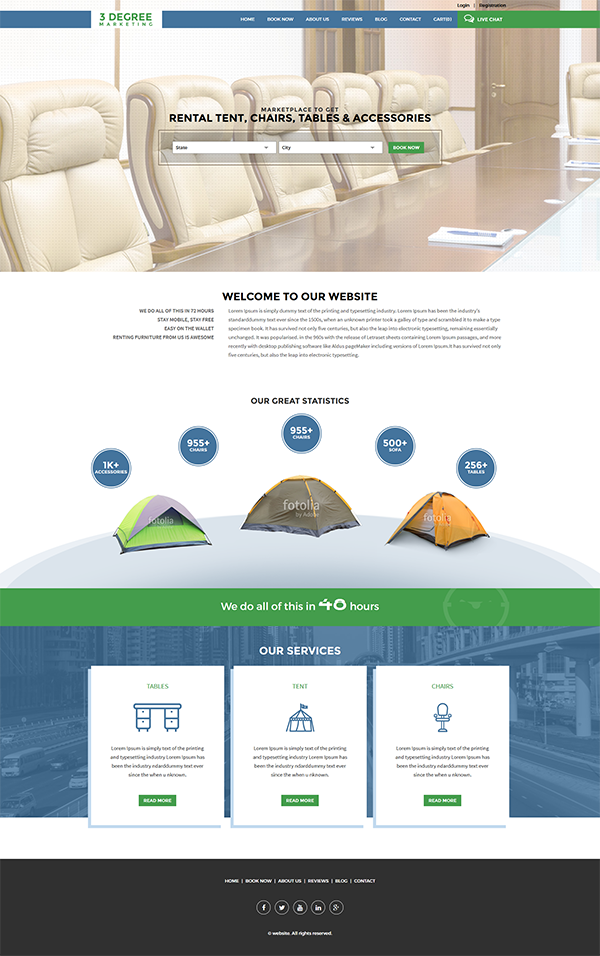 Login | Registration
3 DEGREE
MARKETING
HOME BOOK NOW ABOUT US REVIEWS BLOG CONTACT CART(0) LIVE CHAT
MARKETPLACE TO GET
RENTAL TENT, CHAIRS, TABLES & ACCESSORIES
State City BOOK NOW
WELCOME TO OUR WEBSITE
WE DO ALL OF THIS IN 72 HOURS
STAY MOBILE, STAY FREE
EASY ON THE WALLET
RENTING FURNITURE FROM US IS AWESOME
Lorem Ipsum is simply dummy text of the printing and typesetting industry. Lorem Ipsum has been the industry's
standarddummy text ever since the 1500s, when an unknown printer took a galley of type and scrambled it to make a type
specimen book. It has survived not only five centuries, but also the leap into electronic typesetting, remaining essentially
unchanged. It was popularised. in the 960s with the release of Letraset sheets containing Lorem Ipsum passages, and more
recently with desktop publishing software like Aldus pageMaker including versions of Lorem Ipsum.It survived not only
five centuries, but also the leap into electronic typesetting.
OUR GREAT STATISTICS
1K+
ACCESSORIES
955+
CHAIRS
955+
CHAIRS
500+
SOFA
256+
TABLES
fotolia
fotolia
by Adobe
fotolia
We do all of this in 40 hours
OUR SERVICES
TABLES
Lorem Ipsum is simply text of the printing
and typesetting industry. Lorem Ipsum has
been the industry ndarddummy text ever
since the when a u nknown.
READ MORE
TENT
Lorem Ipsum is simply text of the printing
and typesetting industry. Lorem Ipsum has
been the industry ndarddummy text ever
since the when u nknown.
READ MORE
CHAIRS
Lorem Ipsum is simply text of the printing
and typesetting industry. Lorem Ipsum has
been the industry ndarddummy text ever
since the when a u nknown.
READ MORE
HOME | BOOK NOW | ABOUT US | REVIEWS | BLOG | CONTACT
© website. All rights reserved.